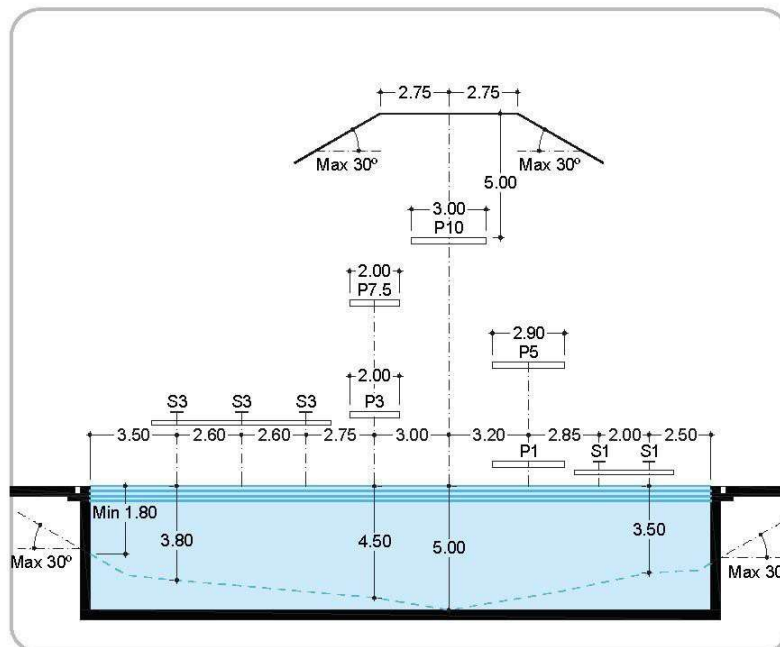 2.75 2.75
Max 30º Max 30º
5.00
3.00
P10
2.00
P7.5
2.90
P5
2.00
P3
S3 S3 S3
3.50 2.60 2.60 2.75 3.00 3.20 2.85 2.00 2.50
P1 S1 S1
Min 1.80
3.80 4.50 5.00 3.50
Max 30º Max 30